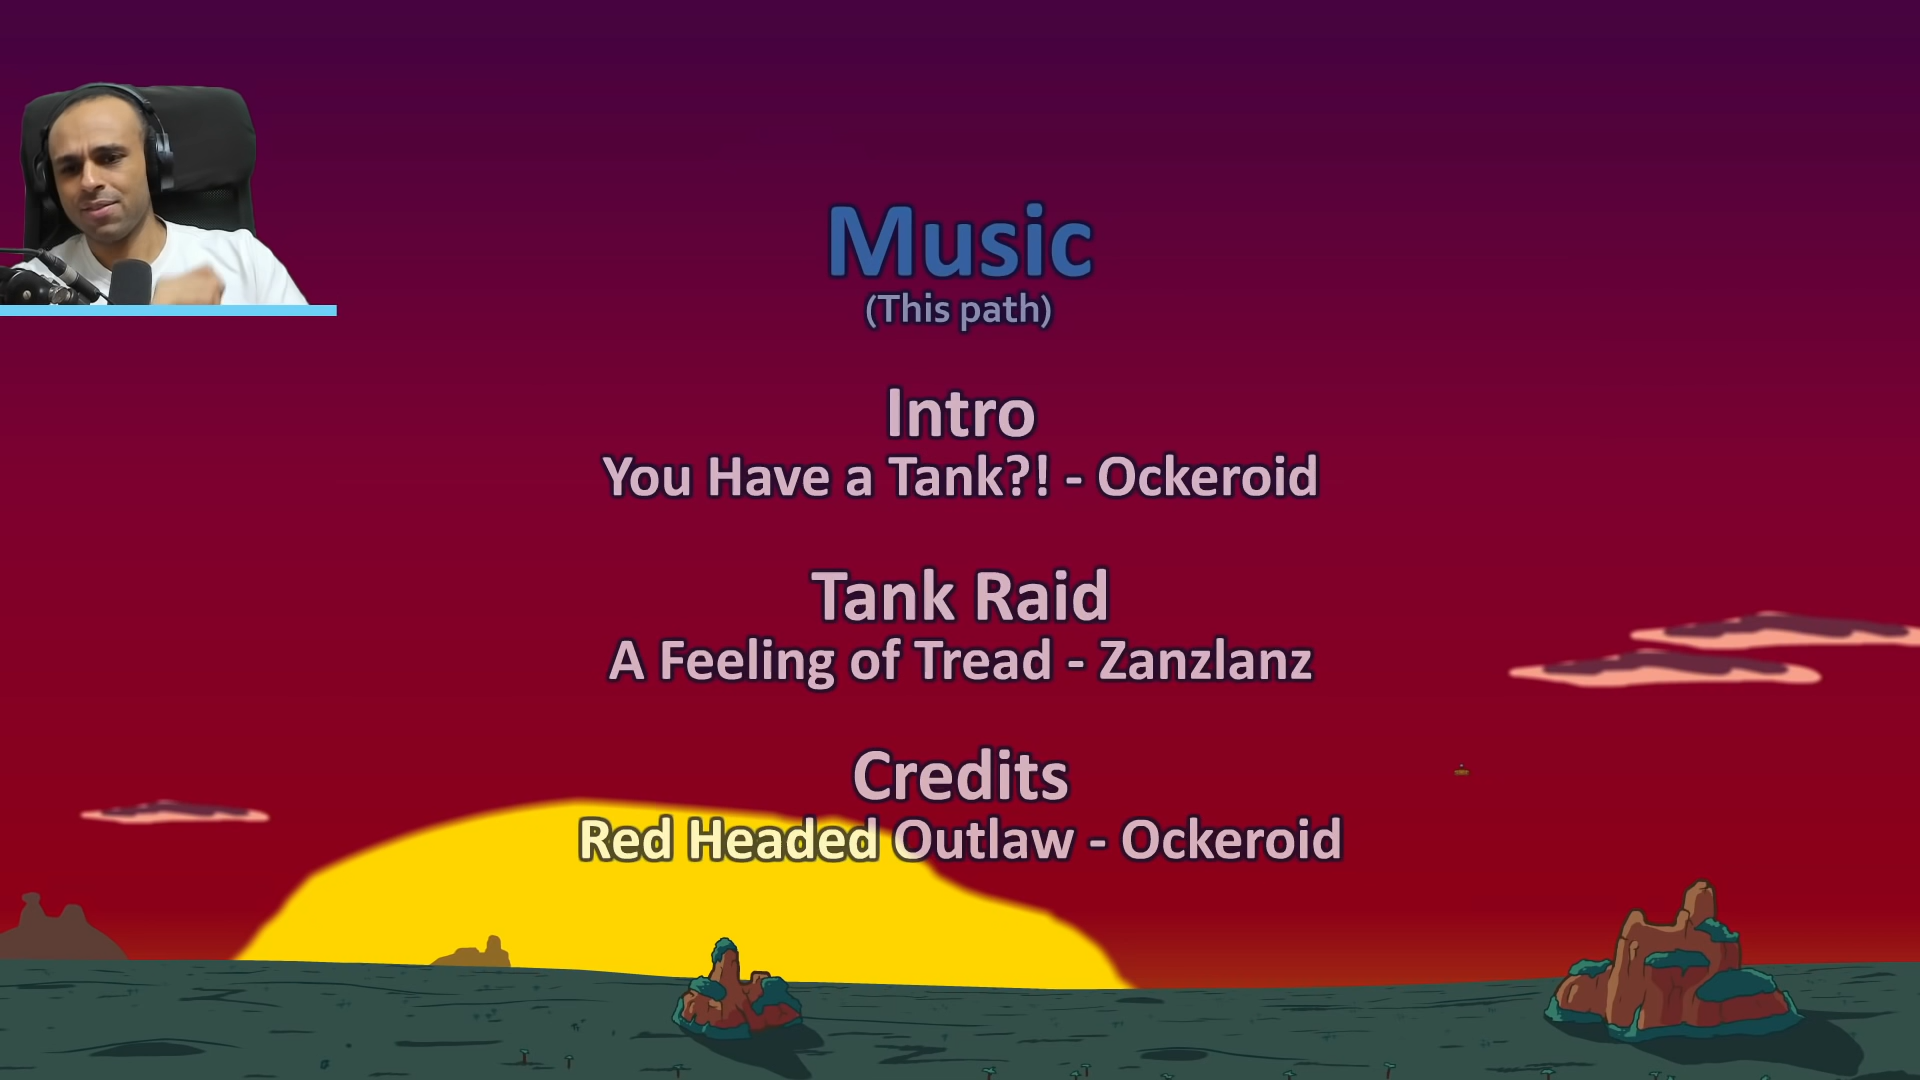 Music
(This path)
Intro
You Have a Tank?! - Ockeroid
Tank Raid
A Feeling of Tread - Zanzlanz
Credits
Red Headed Outlaw - Ockeroid